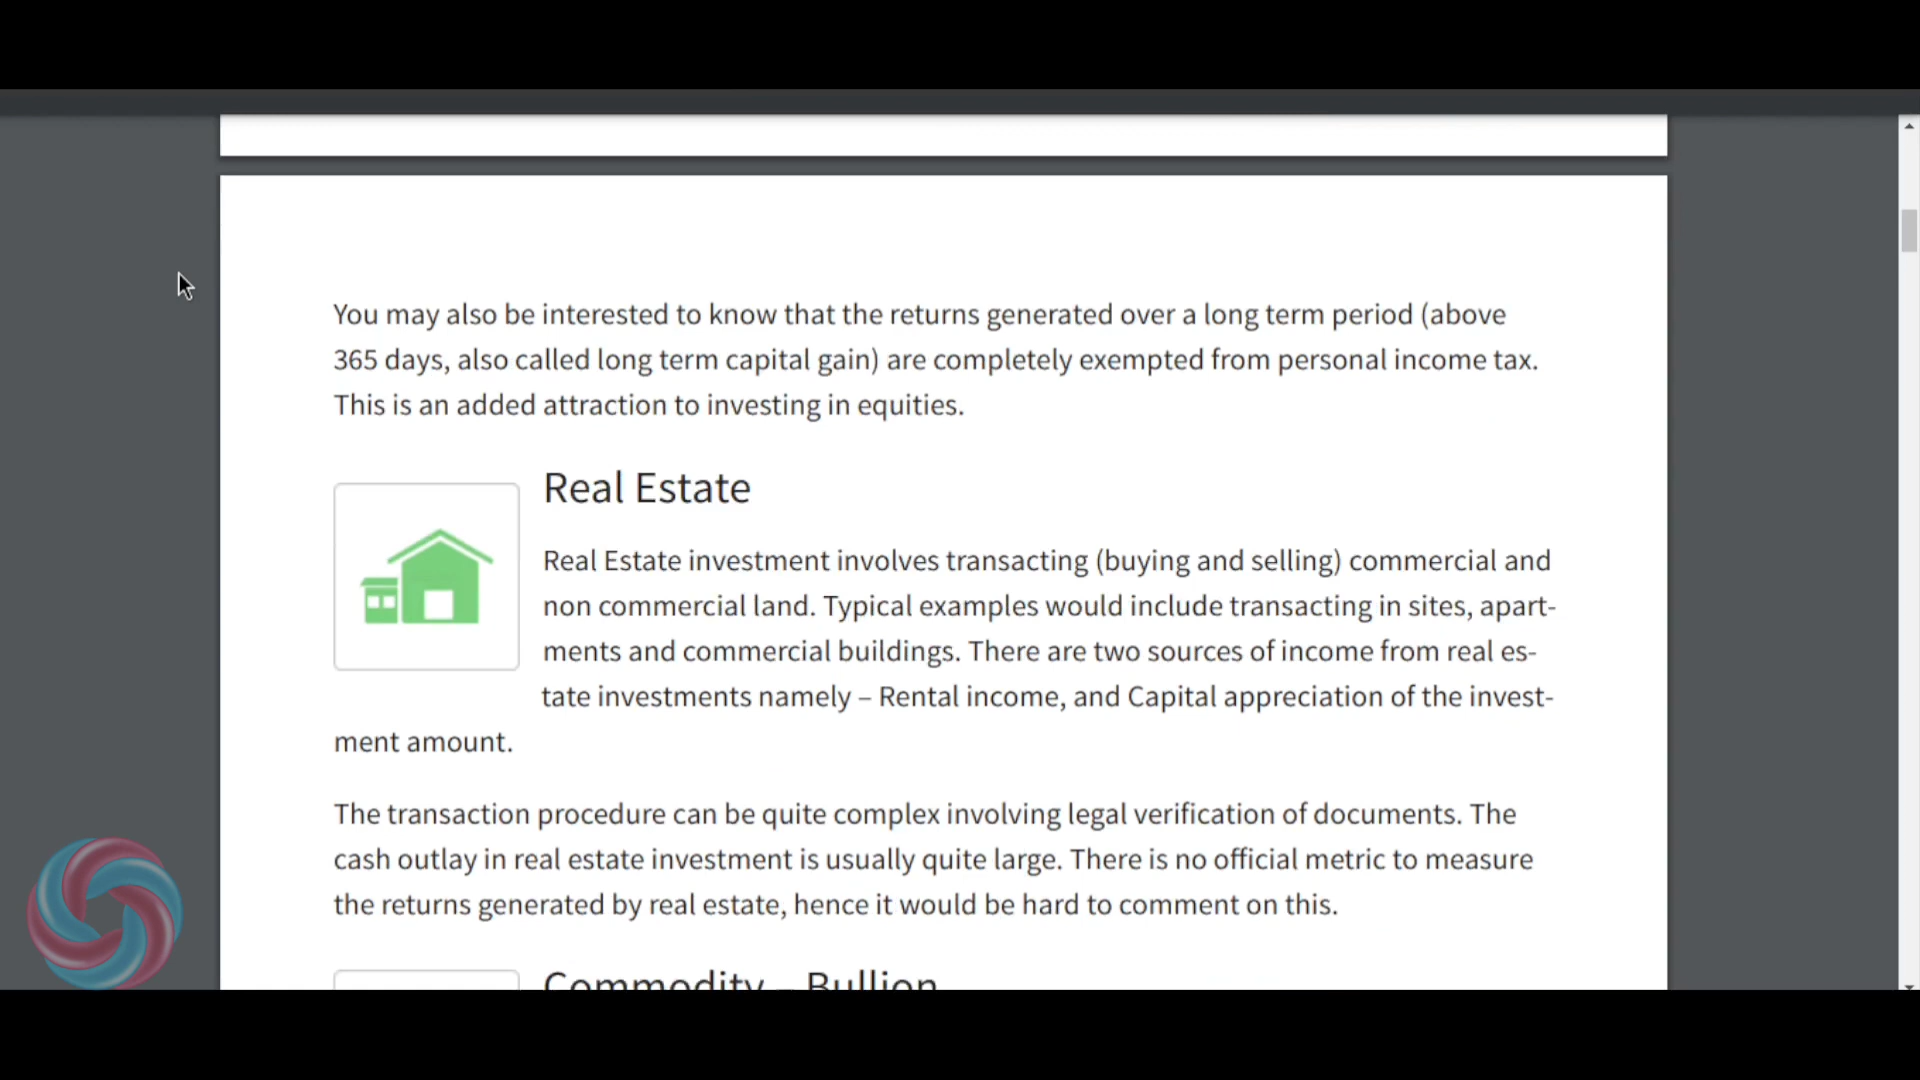 You may also be interested to know that the returns generated over a long term period (above
365 days, also called long term capital gain) are completely exempted from personal income tax.
This is an added attraction to investing in equities.
Real Estate
Real Estate investment involves transacting (buying and selling) commercial and
non commercial land. Typical examples would include transacting in sites, apart-
ments and commercial buildings. There are two sources of income from real es-
tate investments namely – Rental income, and Capital appreciation of the invest-
ment amount.
The transaction procedure can be quite complex involving legal verification of documents. The
cash outlay in real estate investment is usually quite large. There is no official metric to measure
the returns generated by real estate, hence it would be hard to comment on this.
Commodity – Bullion